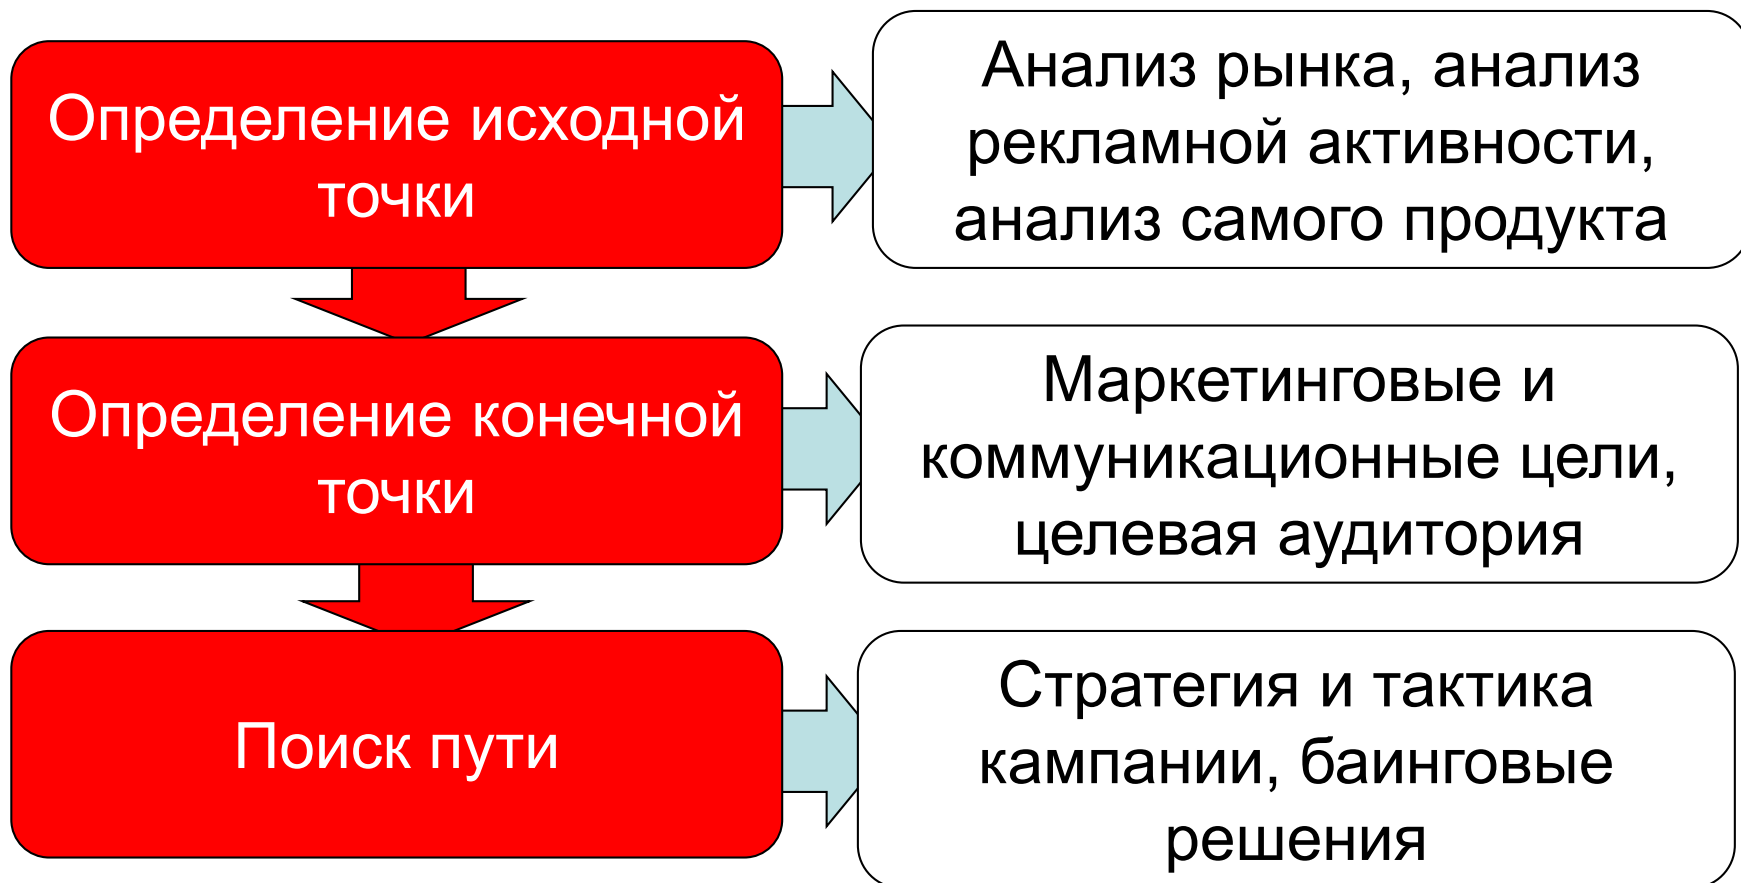 Определение исходной
точки
Анализ рынка, анализ
рекламной активности,
анализ самого продукта
Определение конечной
точки
Маркетинговые и
коммуникационные цели,
целевая аудитория
Поиск пути
Стратегия и тактика
кампании, баинговые
решения